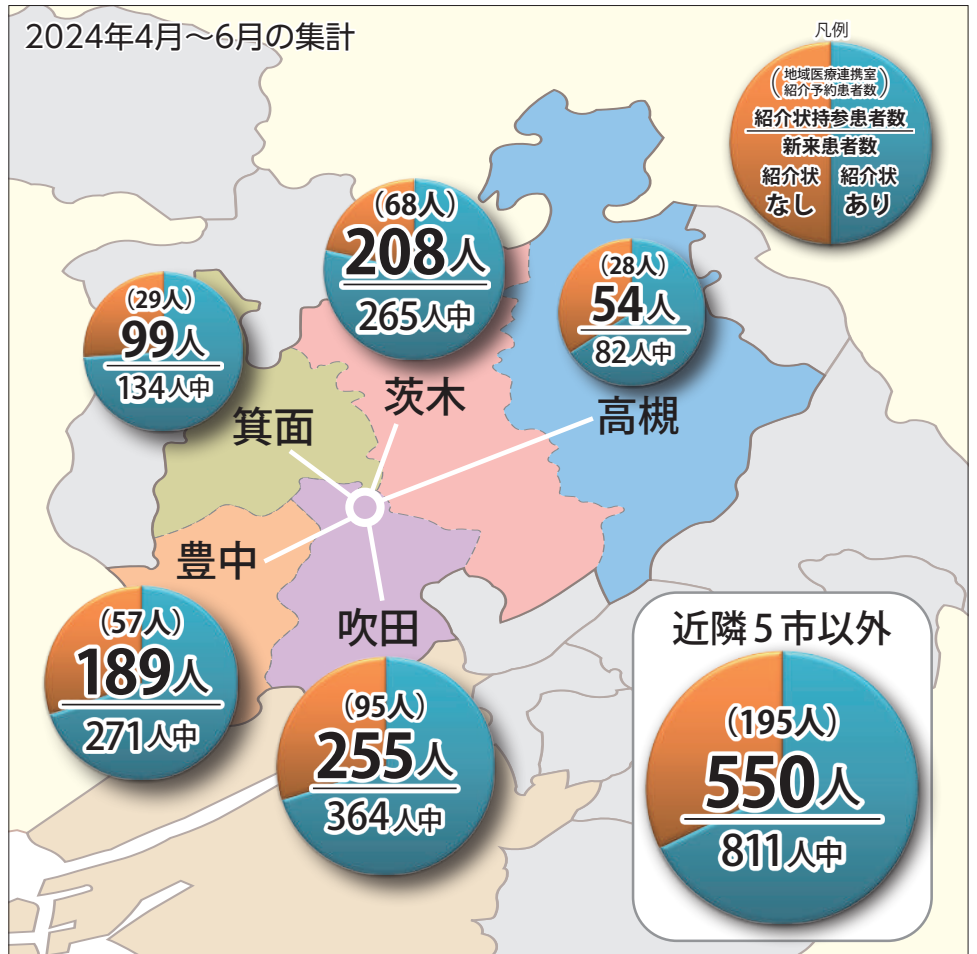 2024年4月〜6月の集計
凡例
（地域医療連携室
紹介予約患者数）
紹介状持参患者数
新来患者数
紹介状
なし
紹介状
あり
（68人）
208人
265人中
（28人）
54人
82人中
（29人）
99人
134人中
茨木
高槻
箕面
豊中
吹田
（57人）
189人
271人中
（95人）
255人
364人中
近隣5市以外
（195人）
550人
811人中